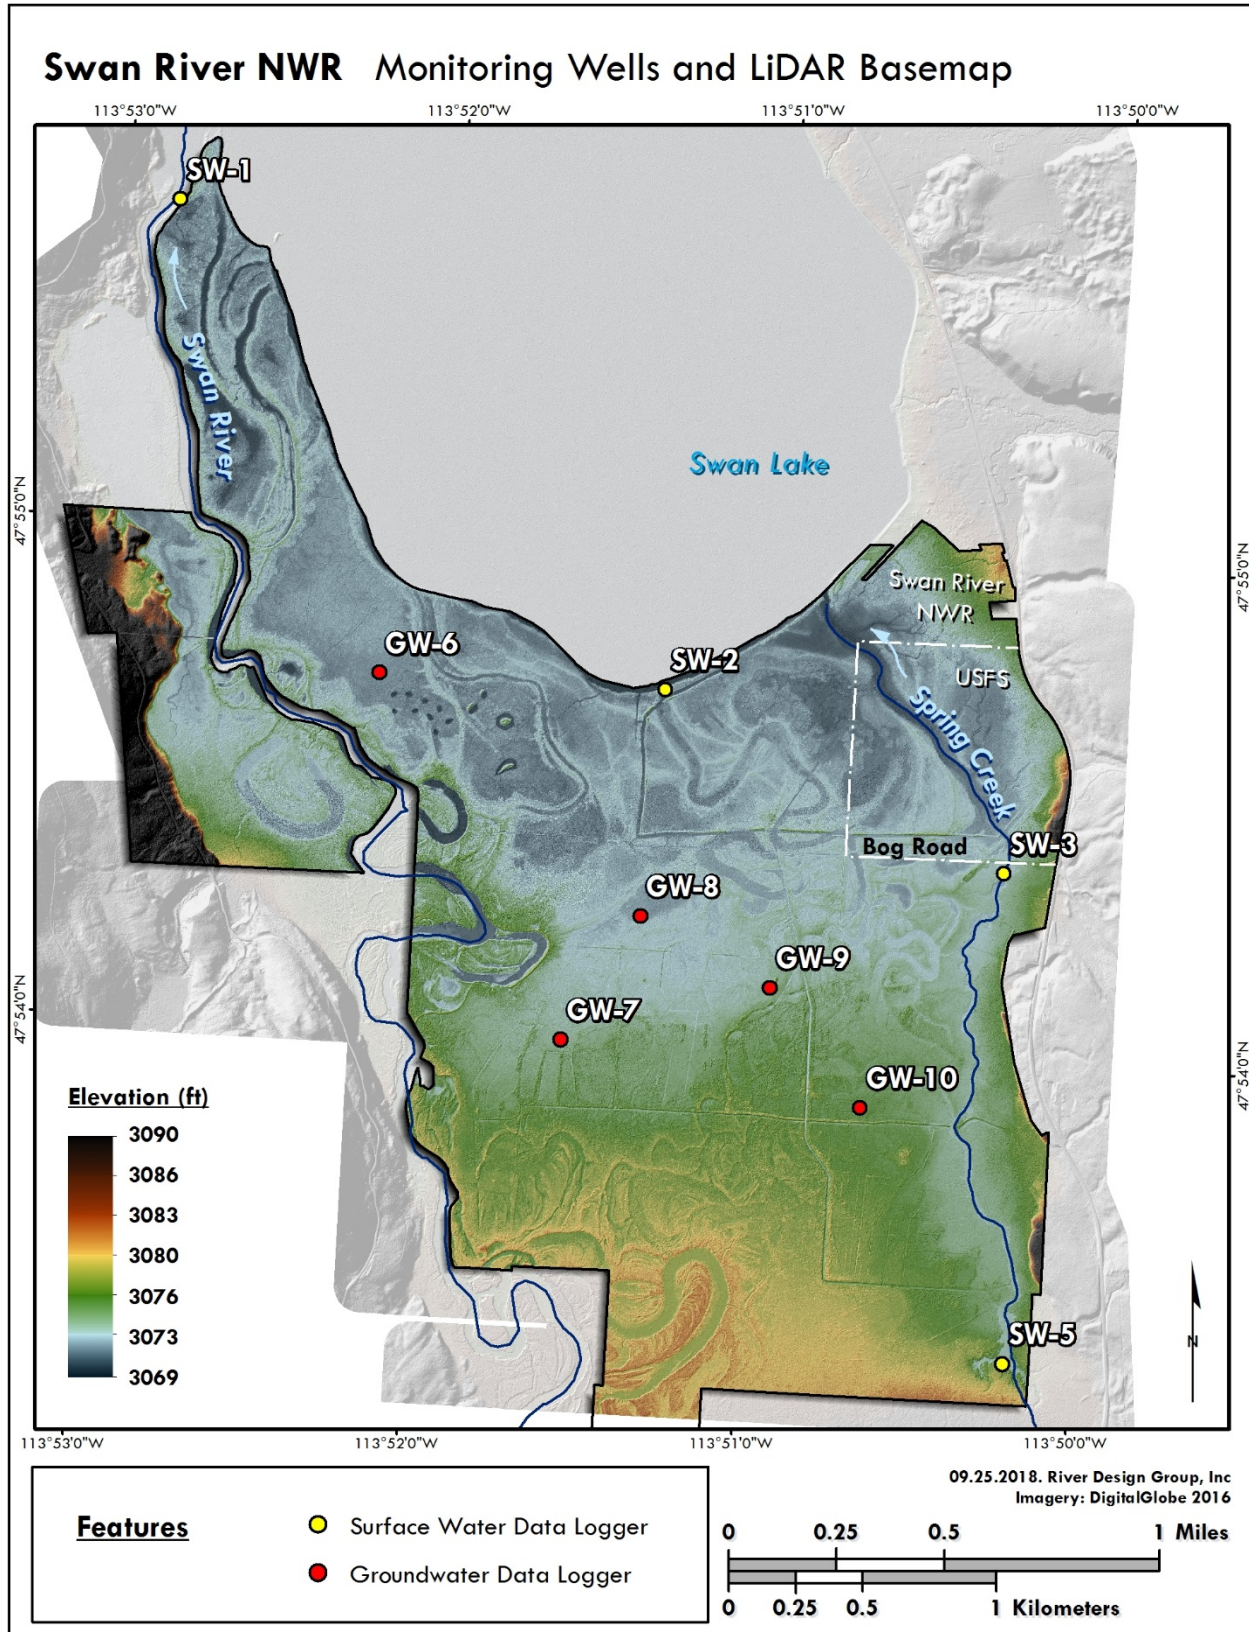 Swan River NWR Monitoring Wells and LiDAR Basemap
113°53'0"W 113°52'0"W 113°51'0"W 113°50'0"W
SW-1
Swan River
Swan Lake
47°55'0"N
47°55'0"N
Swan River
NWR
USFS
GW-6
SW-2
Spring Creek
Bog Road
SW-3
GW-8
GW-9
GW-7
47°54'0"N
47°54'0"N
GW-10
SW-5
Elevation (ft)
3090
3086
3083
3080
3076
3073
3069
N
113°53'0"W 113°52'0"W 113°51'0"W 113°50'0"W
Features
Surface Water Data Logger
Groundwater Data Logger
09.25.2018. River Design Group, Inc
Imagery: DigitalGlobe 2016
0 0.25 0.5 1 Miles
0 0.25 0.5 1 Kilometers